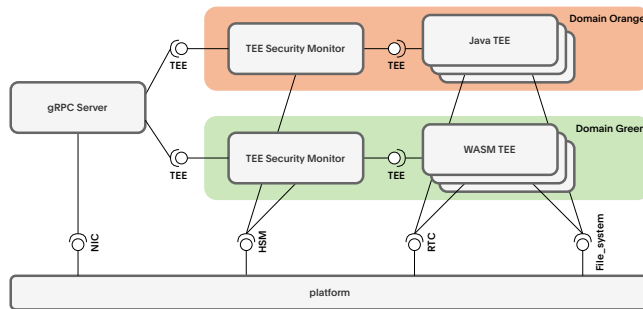 Domain Orange
TEE Security Monitor
Java TEE
TEE
TEE
gRPC Server
Domain Green
TEE Security Monitor
WASM TEE
TEE
TEE
NIC
HSM
RTC
File_system
platform